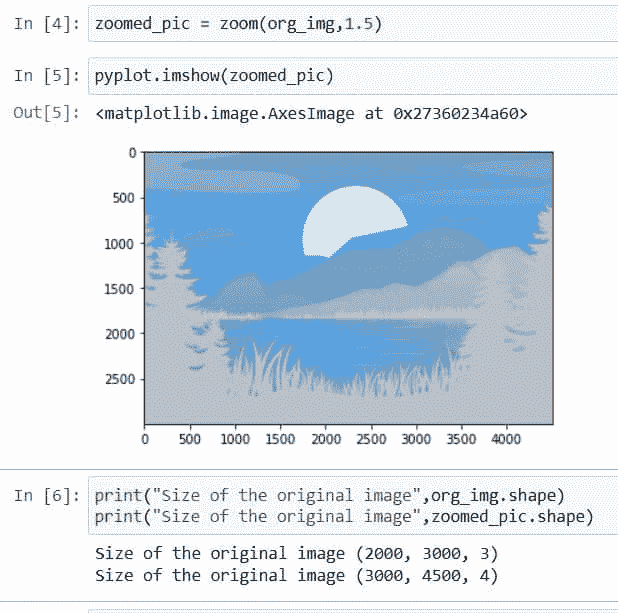 In [4]: zoomed_pic = zoom(org_img,1.5)
In [5]: pyplot.imshow(zoomed_pic)
Out[5]: <matplotlib.image.AxesImage at 0x27360234a60>
0
500
1000
1500
2000
2500
0 500 1000 1500 2000 2500 3000 3500 4000
In [6]: print("Size of the original image",org_img.shape)
print("Size of the original image",zoomed_pic.shape)
Size of the original image (2000, 3000, 3)
Size of the original image (3000, 4500, 4)